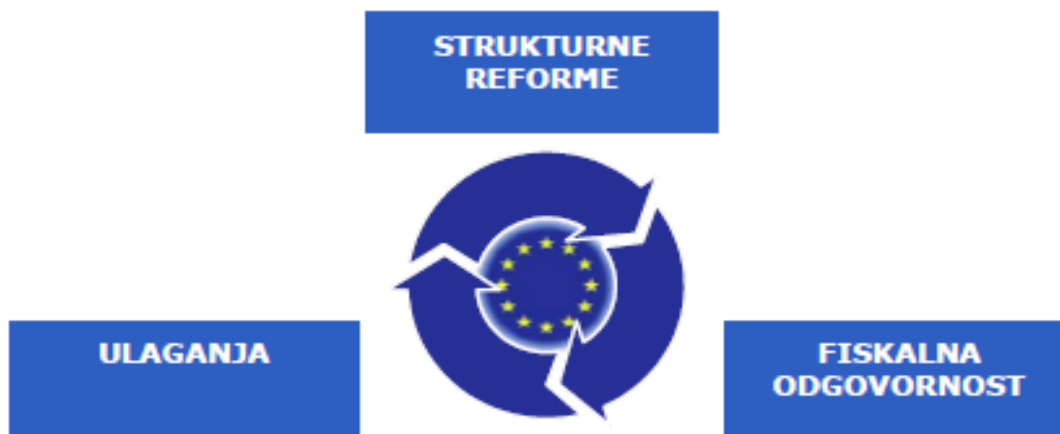 STRUKTURNE
REFORME
ULAGANJA
FISKALNA
ODGOVORNOST